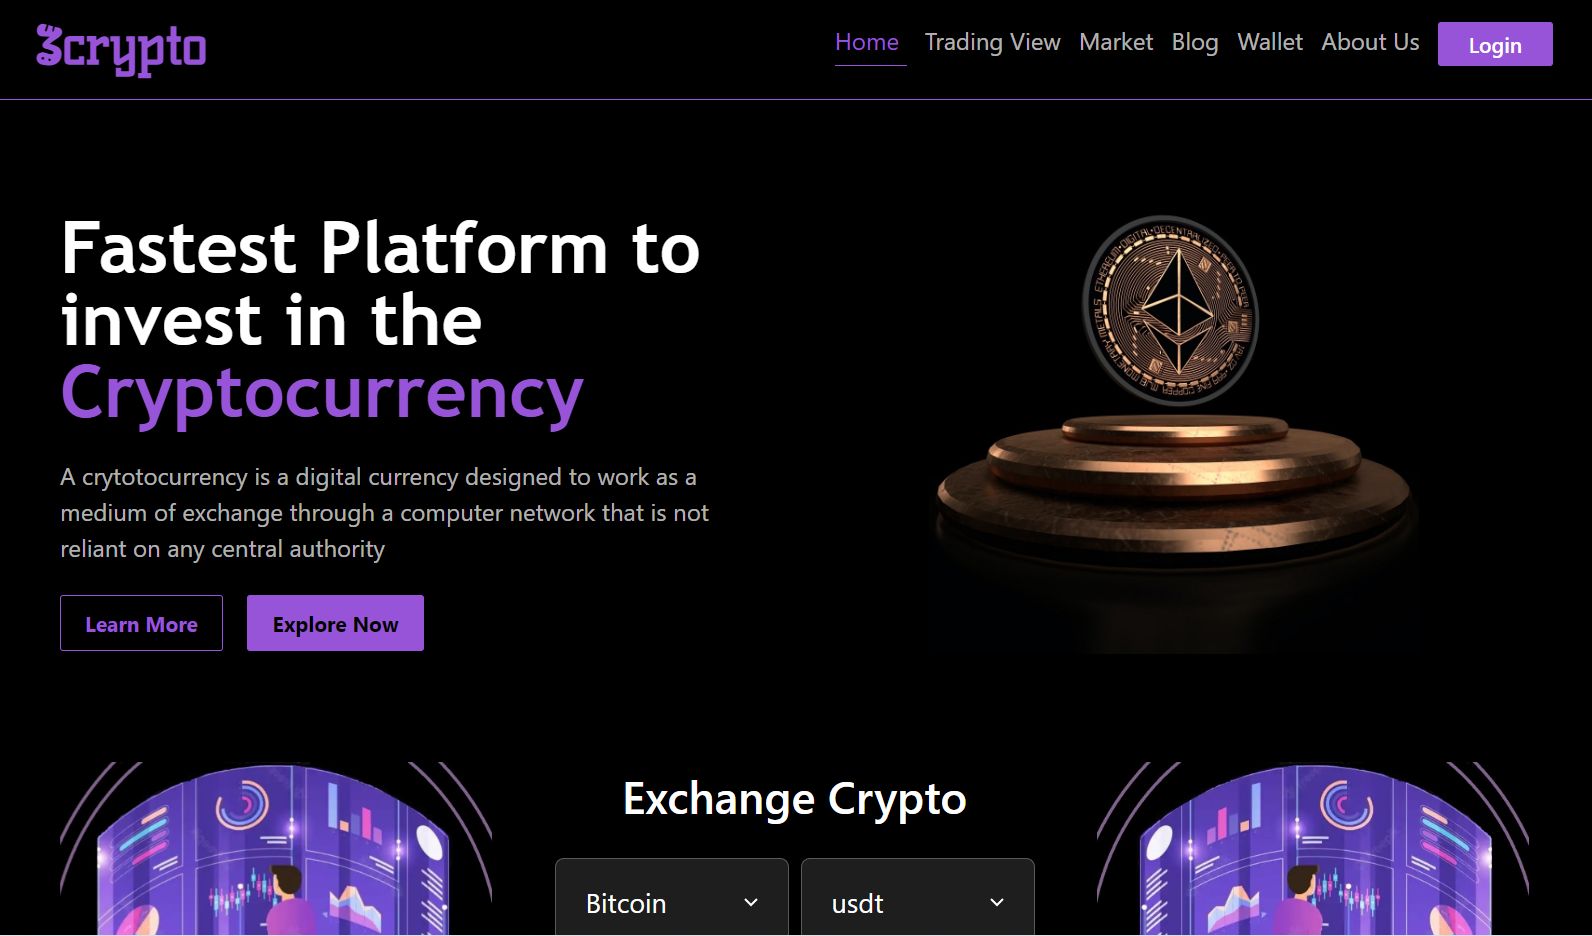 3crypto
Home Trading View Market Blog Wallet About Us Login
Fastest Platform to
invest in the
Cryptocurrency
A crytotocurrency is a digital currency designed to work as a
medium of exchange through a computer network that is not
reliant on any central authority
Learn More Explore Now
Exchange Crypto
Bitcoin usdt